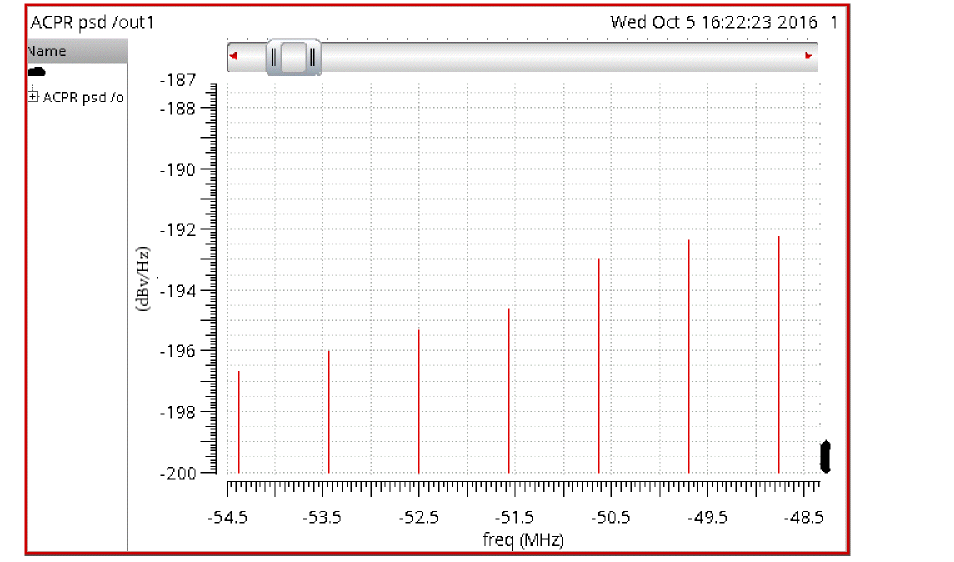 ACPR psd /out1
Wed Oct 5 16:22:23 2016 1
Name
ACPR psd /o
-187
-188
-190
-192
-194
-196
-198
-200
(dBv/Hz)
-54.5 -53.5 -52.5 -51.5 -50.5 -49.5 -48.5
freq (MHz)